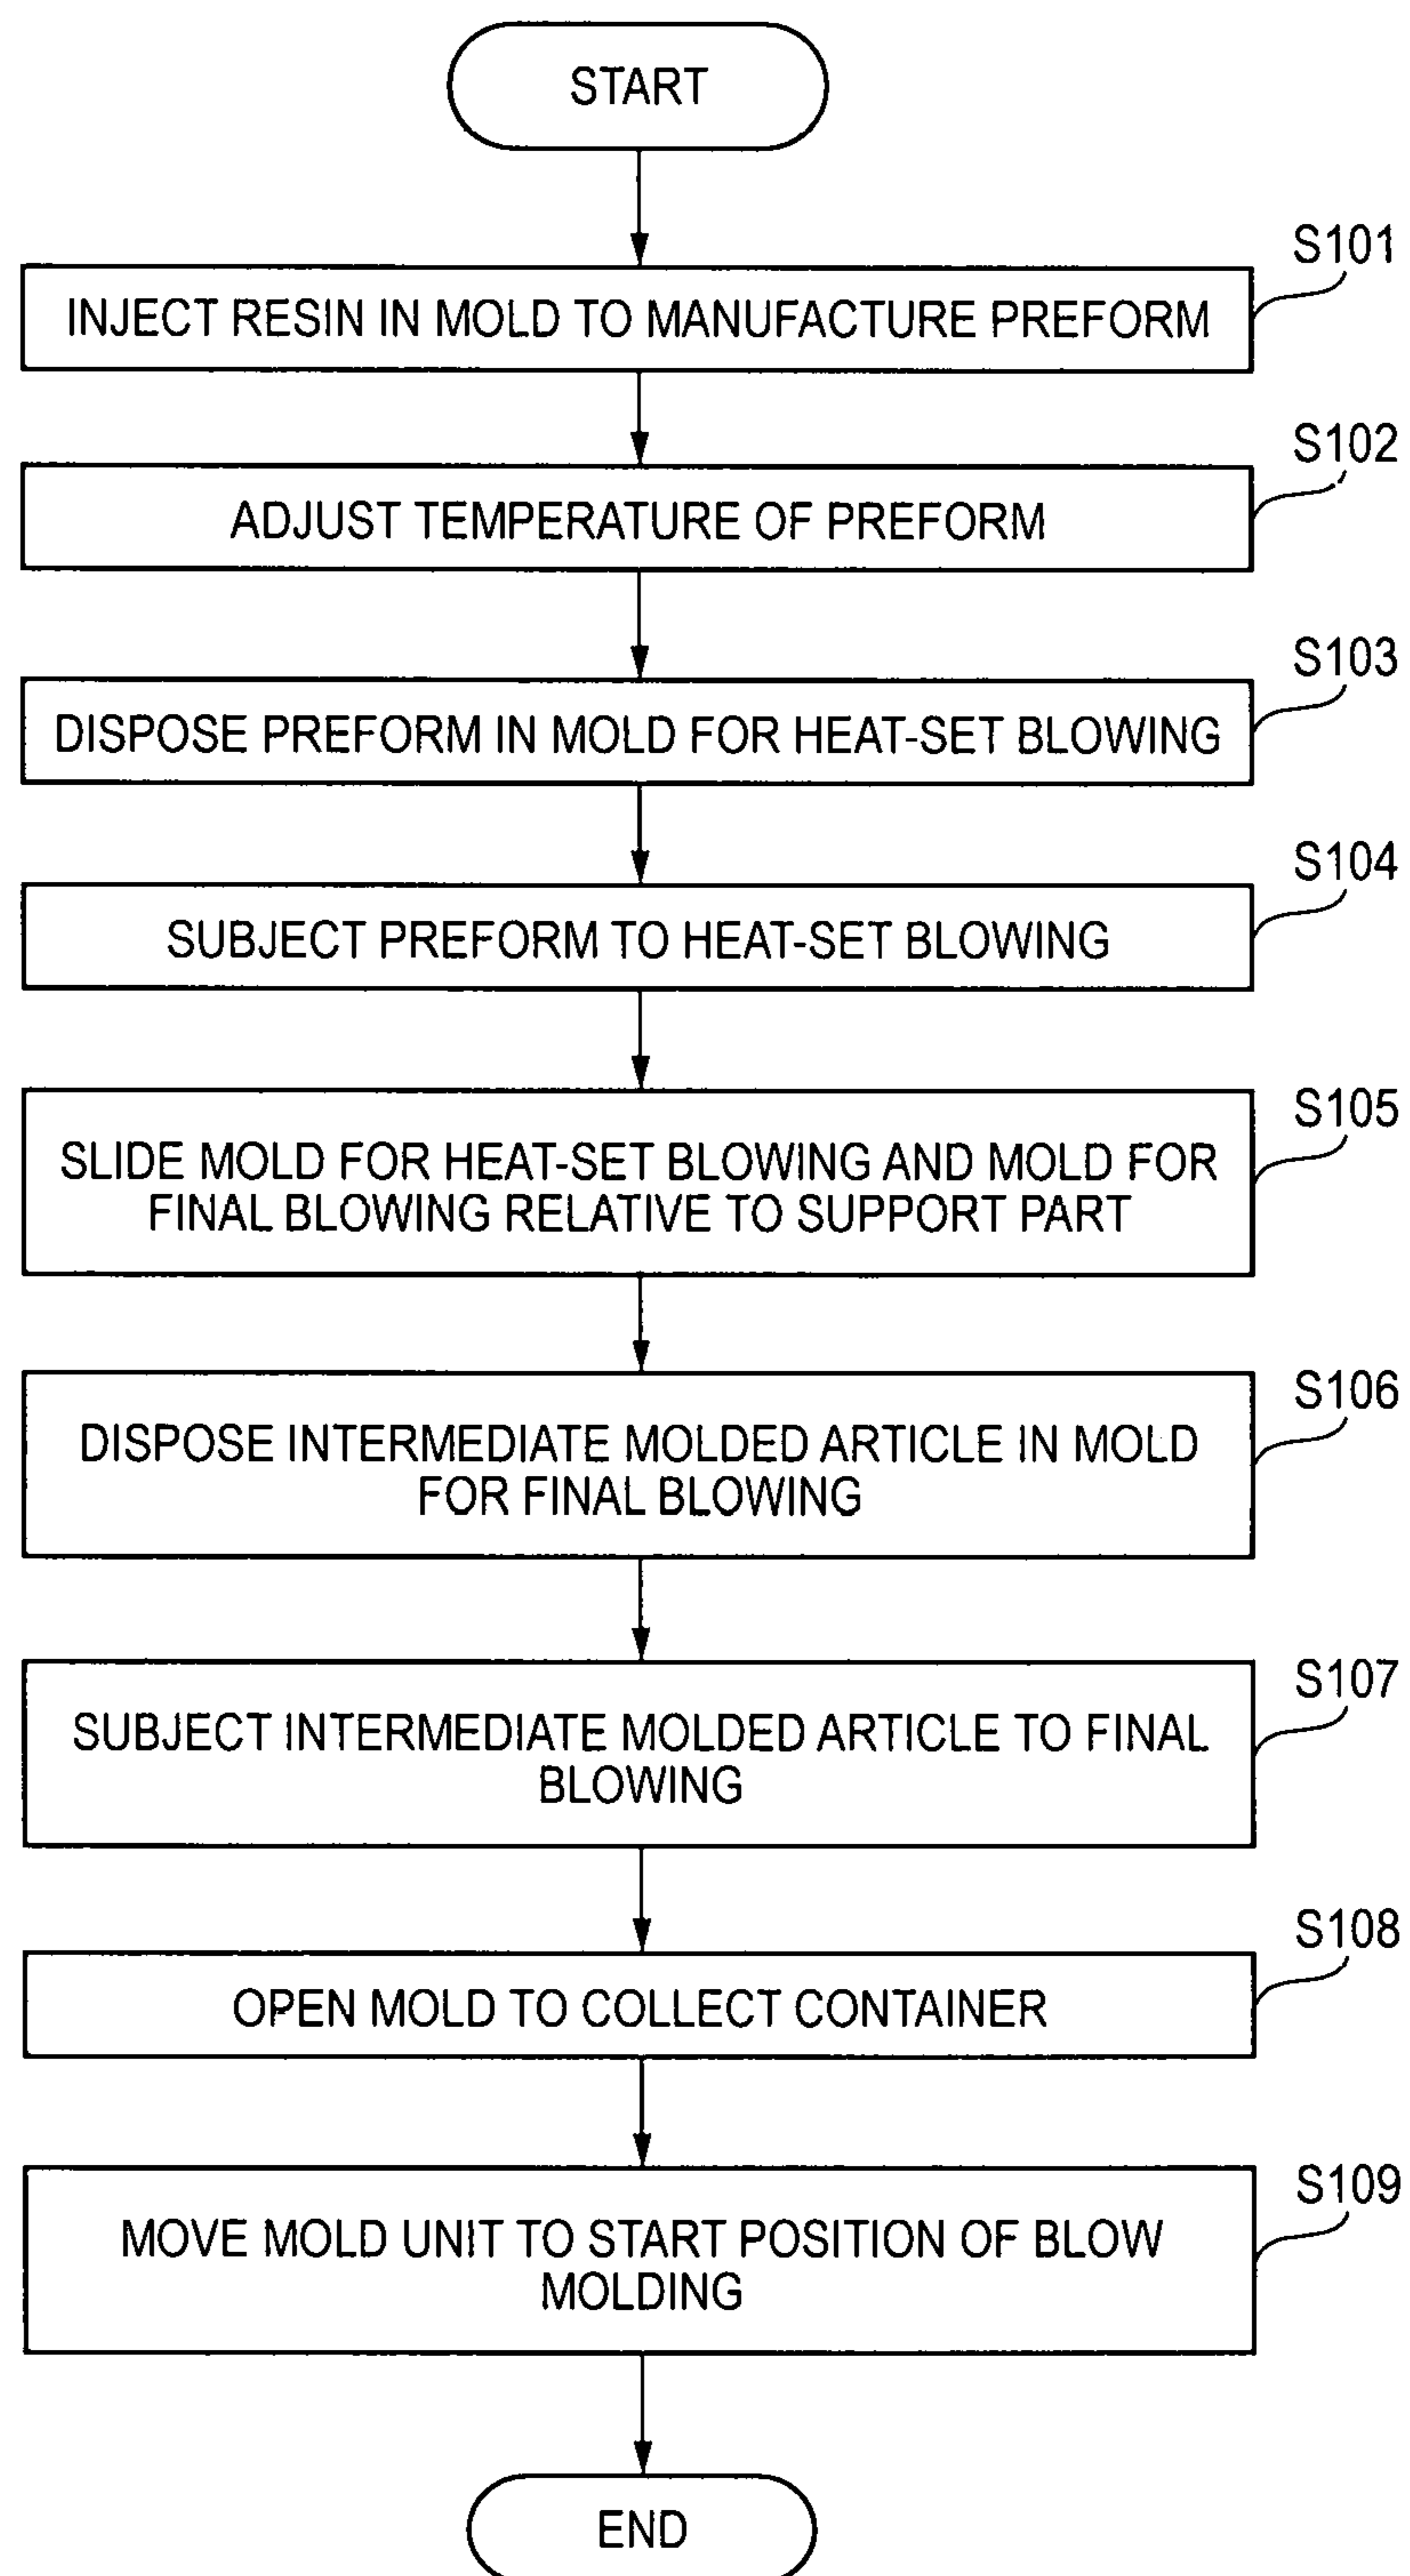 START
S101
INJECT RESIN IN MOLD TO MANUFACTURE PREFORM
S102
ADJUST TEMPERATURE OF PREFORM
S103
DISPOSE PREFORM IN MOLD FOR HEAT-SET BLOWING
S104
SUBJECT PREFORM TO HEAT-SET BLOWING
S105
SLIDE MOLD FOR HEAT-SET BLOWING AND MOLD FOR
FINAL BLOWING RELATIVE TO SUPPORT PART
S106
DISPOSE INTERMEDIATE MOLDED ARTICLE IN MOLD
FOR FINAL BLOWING
S107
SUBJECT INTERMEDIATE MOLDED ARTICLE TO FINAL
BLOWING
S108
OPEN MOLD TO COLLECT CONTAINER
S109
MOVE MOLD UNIT TO START POSITION OF BLOW
MOLDING
END